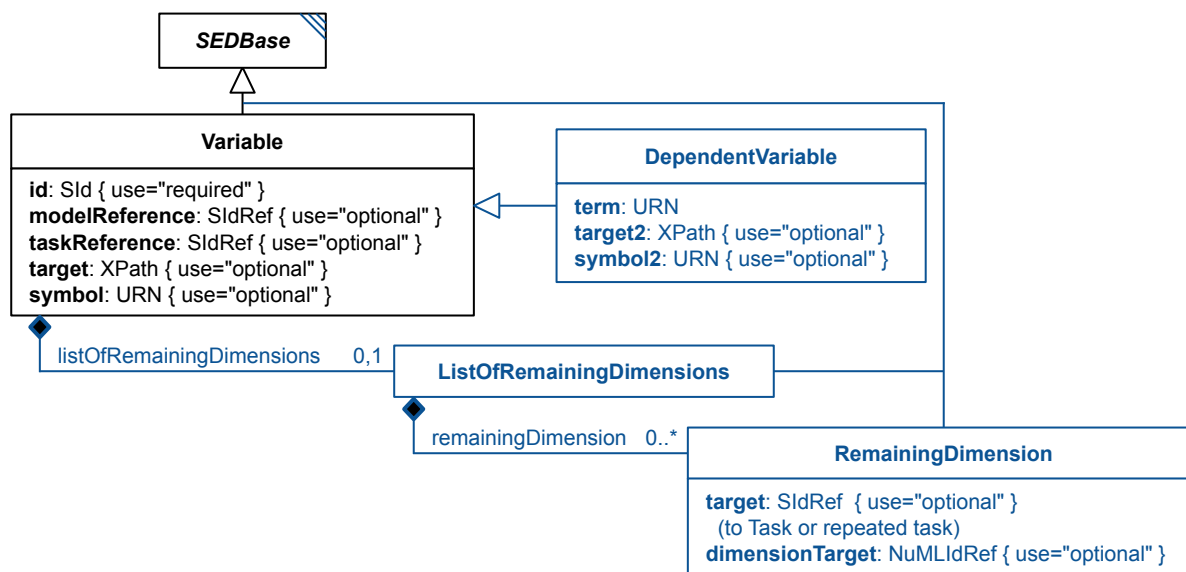 SEDBase
Variable
id: SId { use="required" }
modelReference: SIdRef { use="optional" }
taskReference: SIdRef { use="optional" }
target: XPath { use="optional" }
symbol: URN { use="optional" }
DependentVariable
term: URN
target2: XPath { use="optional" }
symbol2: URN { use="optional" }
listOfRemainingDimensions 0,1
ListOfRemainingDimensions
remainingDimension 0..*
RemainingDimension
target: SIdRef { use="optional" }
(to Task or repeated task)
dimensionTarget: NuMLIdRef { use="optional" }